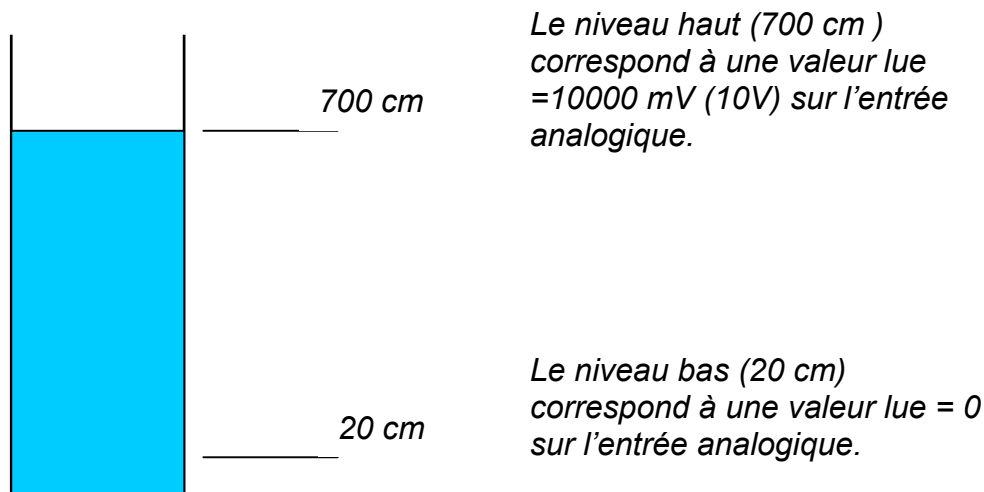 Le niveau haut (700 cm )
correspond à une valeur lue
=10000 mV (10V) sur l’entrée
analogique.
700 cm
Le niveau bas (20 cm)
correspond à une valeur lue = 0
sur l’entrée analogique.
20 cm